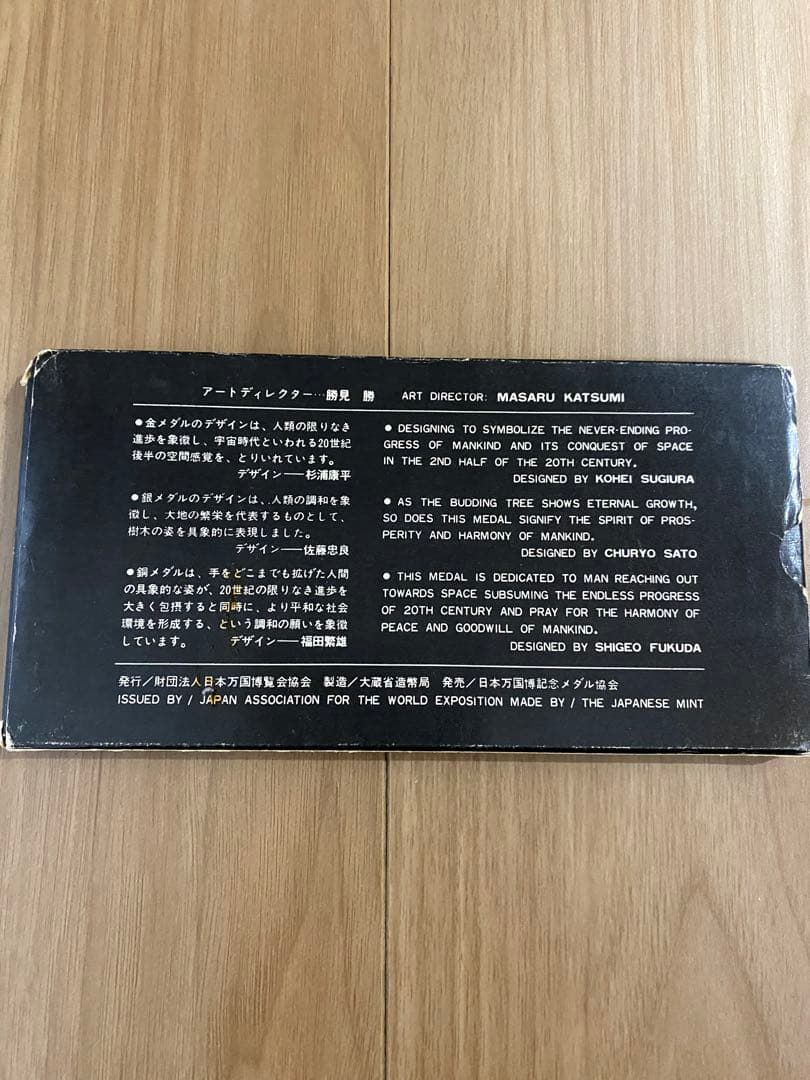 アートディレクター…勝見 勝 ART DIRECTOR: MASARU KATSUMI
●金メダルのデザインは、人類の限りなき
進歩を象徴し、宇宙時代といわれる20世紀
後半の空間感覚を、とりいれています。
デザイン──杉浦康平
●銀メダルのデザインは、人類の調和を象
徴し、大地の繁栄を代表するものとして、
樹木の姿を具象的に表現しました。
デザイン──佐藤忠良
●銅メダルは、手をどこまでも拡げた人間
の具象的な姿が、20世紀の限りなき進歩を
大きく包摂すると同時に、より平和な社会
環境を形成する、という調和の願いを象徴
しています。 デザイン──福田繁雄
● DESIGNING TO SYMBOLIZE THE NEVER-ENDING PRO-
GRESS OF MANKIND AND ITS CONQUEST OF SPACE
IN THE 2ND HALF OF THE 20TH CENTURY.
DESIGNED BY KOHEI SUGIURA
● AS THE BUDDING TREE SHOWS ETERNAL GROWTH,
SO DOES THIS MEDAL SIGNIFY THE SPIRIT OF PROS-
PERITY AND HARMONY OF MANKIND.
DESIGNED BY CHURYO SATO
● THIS MEDAL IS DEDICATED TO MAN REACHING OUT
TOWARDS SPACE SUBSUMING THE ENDLESS PROGRESS
OF 20TH CENTURY AND PRAY FOR THE HARMONY OF
PEACE AND GOODWILL OF MANKIND.
DESIGNED BY SHIGEO FUKUDA
発行／財団法人日本万国博覧会協会 製造／大蔵省造幣局 発売／日本万国博記念メダル協会
ISSUED BY / JAPAN ASSOCIATION FOR THE WORLD EXPOSITION MADE BY / THE JAPANESE MINT